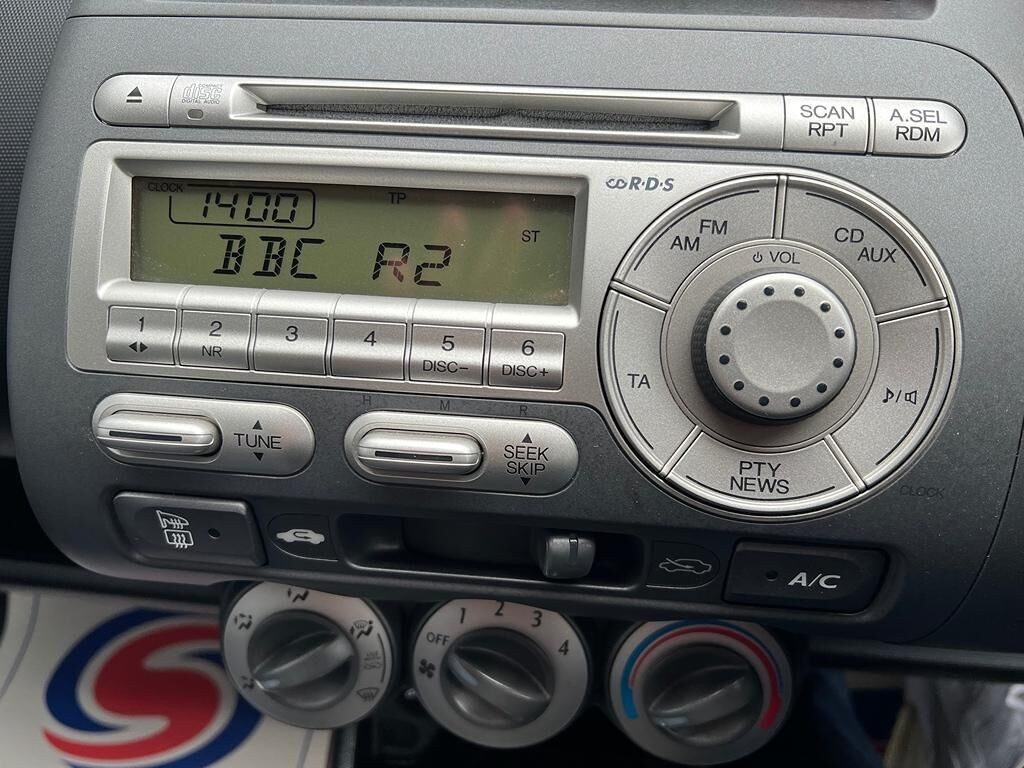 COMPACT
disc
DIGITAL AUDIO
SCAN
RPT
A.SEL
RDM
CLOCK
1400
TP
ST
BBC R2
R·D·S
FM
AM
CD
AUX
VOL
TA
PTY
NEWS
CLOCK
1
2
NR
3
4
5
DISC-
6
DISC+
H
M
R
TUNE
SEEK
SKIP
A/C
OFF
1
2
3
4